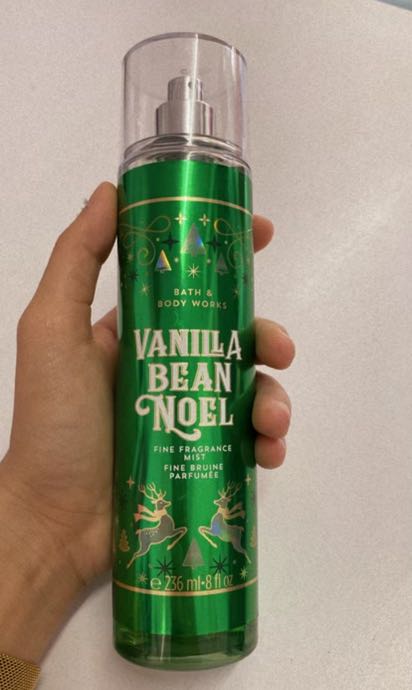 BATH &
BODY WORKS
VANILLA
BEAN
NOEL
FINE FRAGRANCE
MIST
FINE BRUINE
PARFUMÉE
℮ 236 ml•8 fl oz